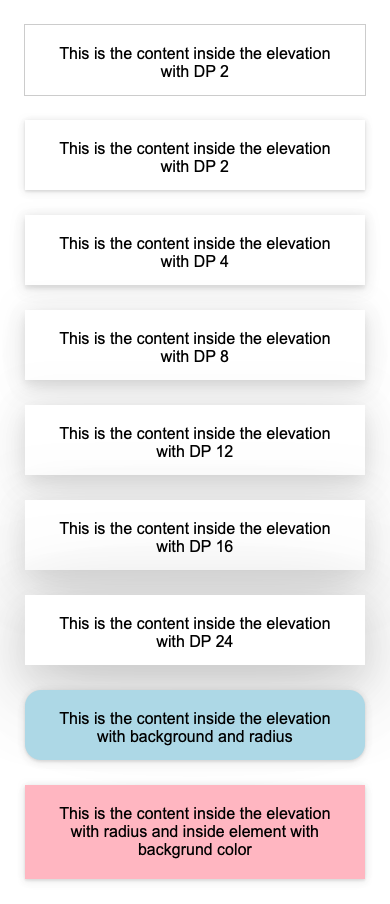 This is the content inside the elevation
with DP 2
This is the content inside the elevation
with DP 2
This is the content inside the elevation
with DP 4
This is the content inside the elevation
with DP 8
This is the content inside the elevation
with DP 12
This is the content inside the elevation
with DP 16
This is the content inside the elevation
with DP 24
This is the content inside the elevation
with background and radius
This is the content inside the elevation
with radius and inside element with
backgrund color